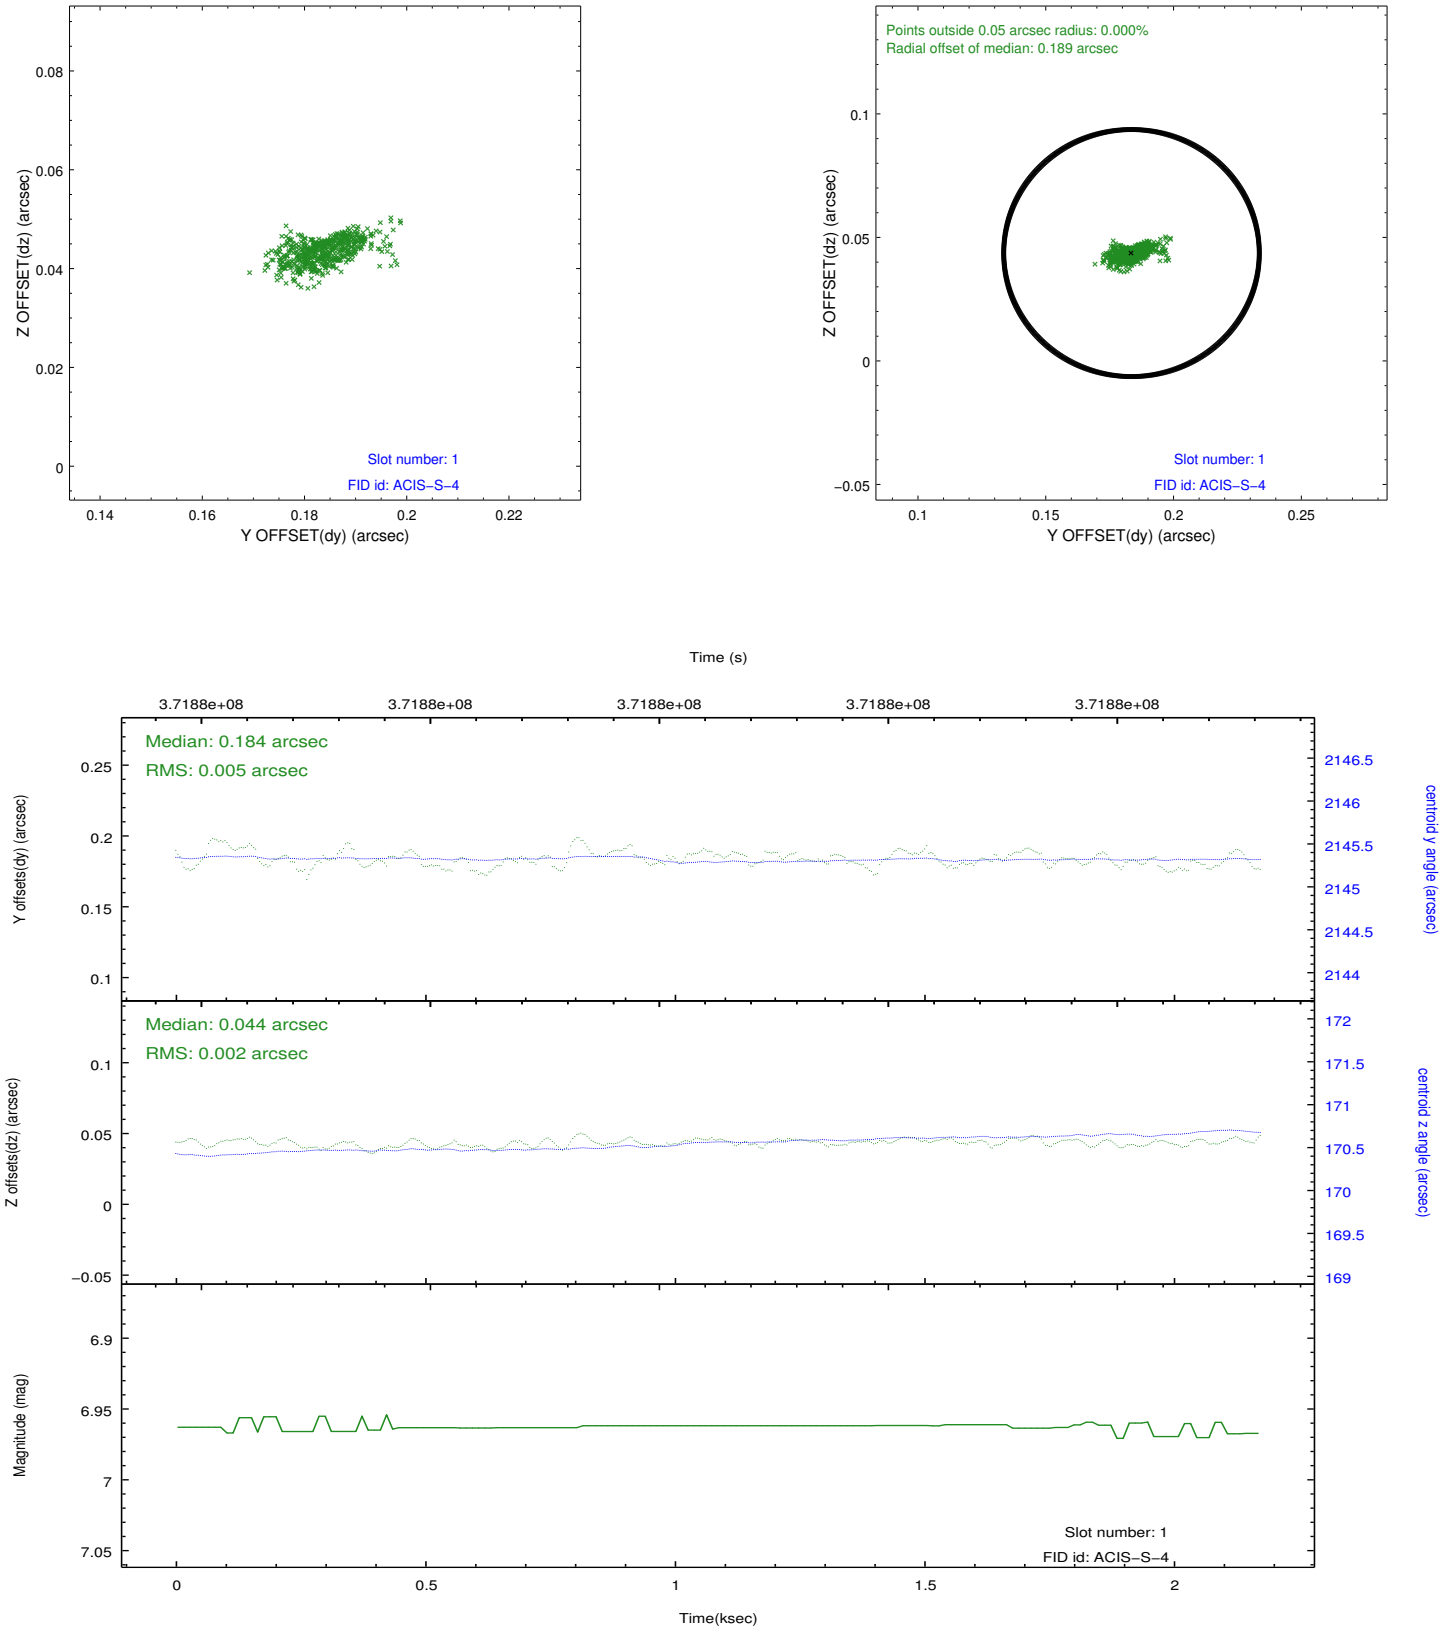 0.08
0.06
0.04
0.02
0
Z OFFSET(dz) (arcsec)
Slot number: 1
FID id: ACIS−S−4
0.14 0.16 0.18 0.2 0.22
Y OFFSET(dy) (arcsec)
Points outside 0.05 arcsec radius: 0.000%
Radial offset of median: 0.189 arcsec
0.1
0.05
0
−0.05
Z OFFSET(dz) (arcsec)
Slot number: 1
FID id: ACIS−S−4
0.1 0.15 0.2 0.25
Y OFFSET(dy) (arcsec)
Time (s)
3.7188e+08 3.7188e+08 3.7188e+08 3.7188e+08 3.7188e+08
Median: 0.184 arcsec
RMS: 0.005 arcsec
0.25
0.2
0.15
0.1
Y offsets(dy) (arcsec)
2146.5
2146
2145.5
2145
2144.5
2144
centroid y angle (arcsec)
Median: 0.044 arcsec
RMS: 0.002 arcsec
0.1
0.05
0
−0.05
Z offsets(dz) (arcsec)
172
171.5
171
170.5
170
169.5
169
centroid z angle (arcsec)
6.9
6.95
7
7.05
Magnitude (mag)
Slot number: 1
FID id: ACIS−S−4
0 0.5 1 1.5 2
Time(ksec)